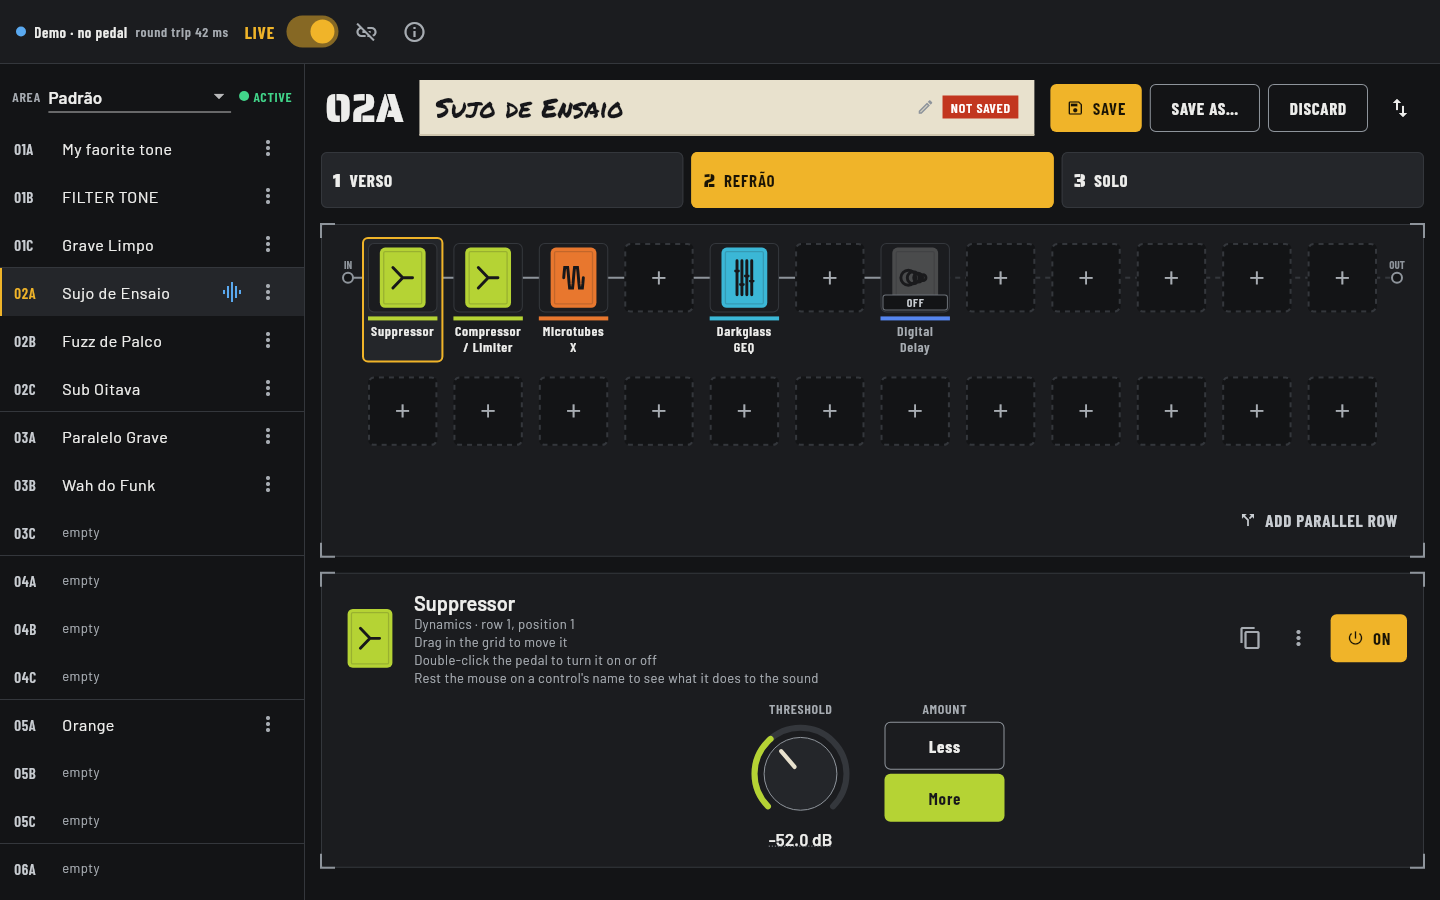 Demo · no pedal round trip 42 ms LIVE
AREA Padrão ACTIVE
01A My faorite tone
01B FILTER TONE
01C Grave Limpo
02A Sujo de Ensaio
02B Fuzz de Palco
02C Sub Oitava
03A Paralelo Grave
03B Wah do Funk
03C empty
04A empty
04B empty
04C empty
05A Orange
05B empty
05C empty
06A empty
02A Sujo de Ensaio NOT SAVED SAVE SAVE AS... DISCARD
1 VERSO 2 REFRÃO 3 SOLO
IN OUT
OFF
Suppressor Compressor Microtubes Darkglass Digital
/ Limiter X GEQ Delay
ADD PARALLEL ROW
Suppressor
Dynamics · row 1, position 1
Drag in the grid to move it
Double-click the pedal to turn it on or off
Rest the mouse on a control's name to see what it does to the sound
ON
THRESHOLD AMOUNT
Less
More
-52.0 dB